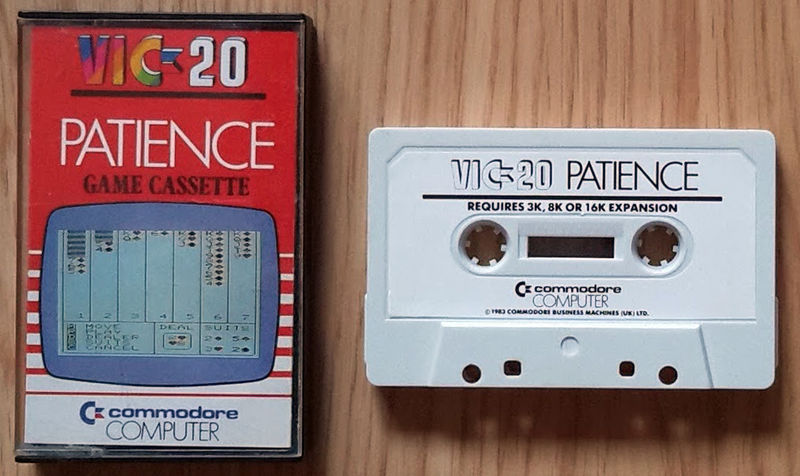 VIC-20
PATIENCE
GAME CASSETTE
1 2 3 4 5 6 7
MOVE DEAL SUITS
CANCEL
commodore
COMPUTER
VIC-20 PATIENCE
REQUIRES 3K, 8K OR 16K EXPANSION
commodore
COMPUTER
© 1983 COMMODORE BUSINESS MACHINES (UK) LTD.